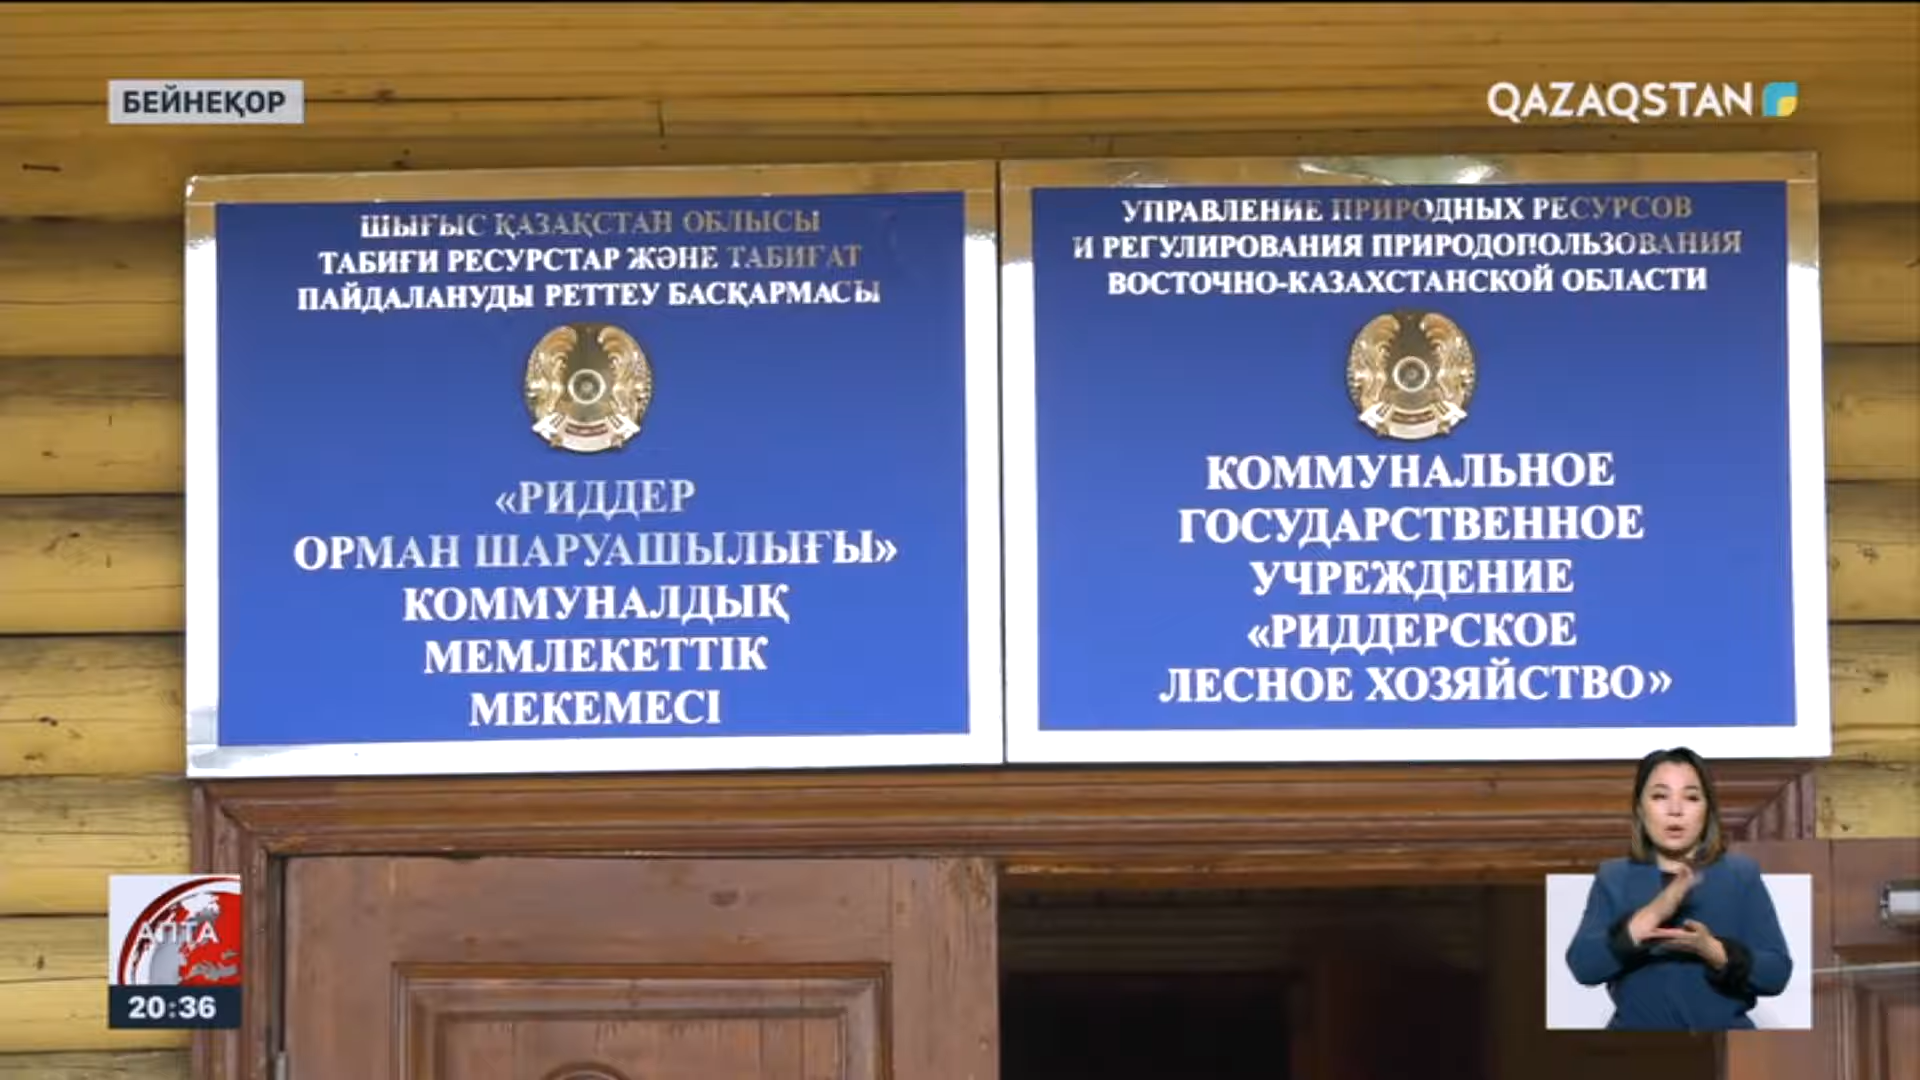 БЕЙНЕҚОР
QAZAQSTAN
ШЫҒЫС ҚАЗАҚСТАН ОБЛЫСЫ
ТАБИҒИ РЕСУРСТАР ЖӘНЕ ТАБИҒАТ
ПАЙДАЛАНУДЫ РЕТТЕУ БАСҚАРМАСЫ
«РИДДЕР
ОРМАН ШАРУАШЫЛЫҒЫ»
КОММУНАЛДЫҚ
МЕМЛЕКЕТТІК
МЕКЕМЕСІ
УПРАВЛЕНИЕ ПРИРОДНЫХ РЕСУРСОВ
И РЕГУЛИРОВАНИЯ ПРИРОДОПОЛЬЗОВАНИЯ
ВОСТОЧНО-КАЗАХСТАНСКОЙ ОБЛАСТИ
КОММУНАЛЬНОЕ
ГОСУДАРСТВЕННОЕ
УЧРЕЖДЕНИЕ
«РИДДЕРСКОЕ
ЛЕСНОЕ ХОЗЯЙСТВО»
АПТА
20:36